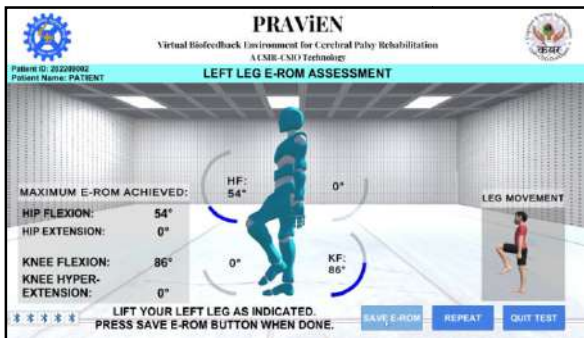 PRAViEN
Virtual Biofeedback Environment for Cerebral Palsy Rehabilitation
A CSIR-CSIO Technology
केयर
Patient ID: 202209002
Patient Name: PATIENT
LEFT LEG E-ROM ASSESSMENT
HF:
54°
0°
MAXIMUM E-ROM ACHIEVED:
HIP FLEXION: 54°
HIP EXTENSION: 0°
KNEE FLEXION: 86°
KNEE HYPER-
EXTENSION: 0°
0°
KF:
86°
LEG MOVEMENT
LIFT YOUR LEFT LEG AS INDICATED.
PRESS SAVE E-ROM BUTTON WHEN DONE.
SAVE E-ROM
REPEAT
QUIT TEST